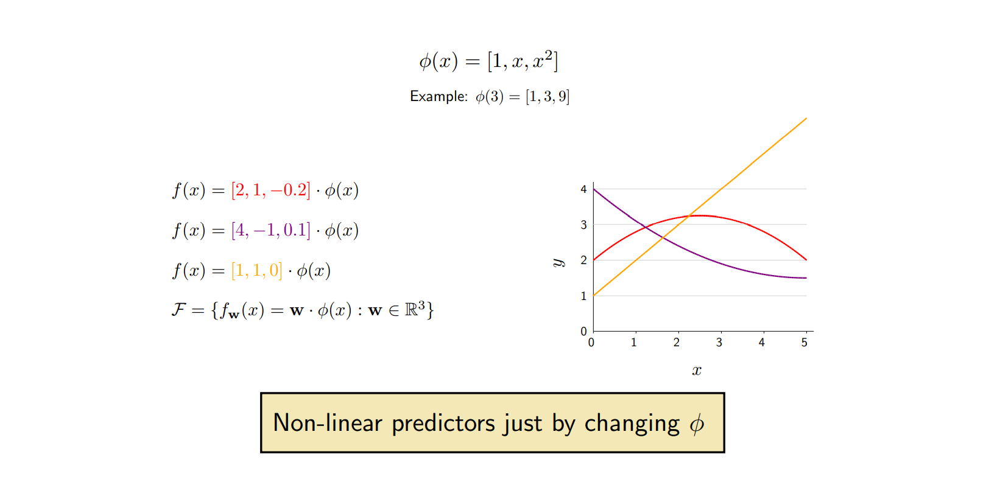 ϕ(x) = [1, x, x²]
Example: ϕ(3) = [1, 3, 9]
f(x) = [2, 1, −0.2] · ϕ(x)
f(x) = [4, −1, 0.1] · ϕ(x)
f(x) = [1, 1, 0] · ϕ(x)
ℱ = {f_𝐰(x) = 𝐰 · ϕ(x) : 𝐰 ∈ ℝ³}
4
3
2
1
0
y
0 1 2 3 4 5
x
Non-linear predictors just by changing ϕ